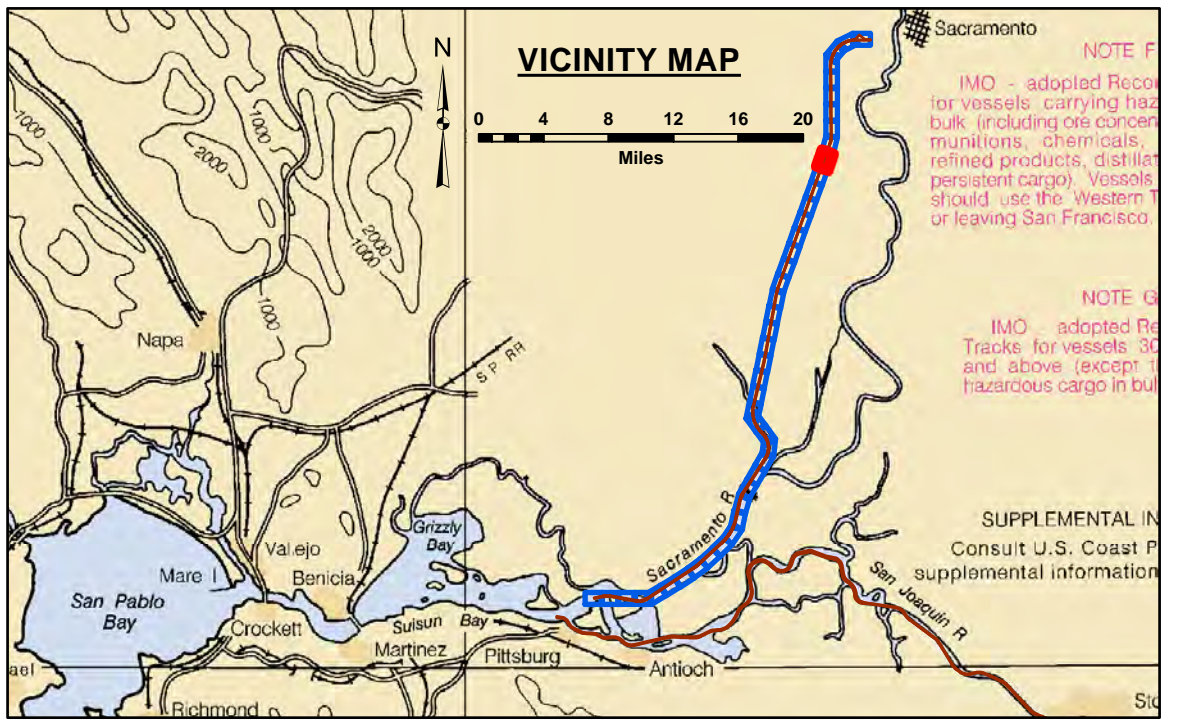 VICINITY MAP
N
0 4 8 12 16 20
Miles
Sacramento
NOTE F
IMO - adopted Recor
for vessels carrying haz
bulk (including ore concen
munitions, chemicals,
refined products, distillat
persistent cargo). Vessels
should use the Western T
or leaving San Francisco.
NOTE G
IMO - adopted Re
Tracks for vessels 30
and above (except t
hazardous cargo in bul
SUPPLEMENTAL IN
Consult U.S. Coast P
supplemental information
1000
1000
2000
2000
1000
1000
Napa
S P RR
Grizzly
Bay
Sacramento R
Vallejo
Mare I
Benicia
San Pablo
Bay
Crockett
Suisun Bay
Martinez
Pittsburg
Antioch
San Joaquin R
ael
Richmond
Sto